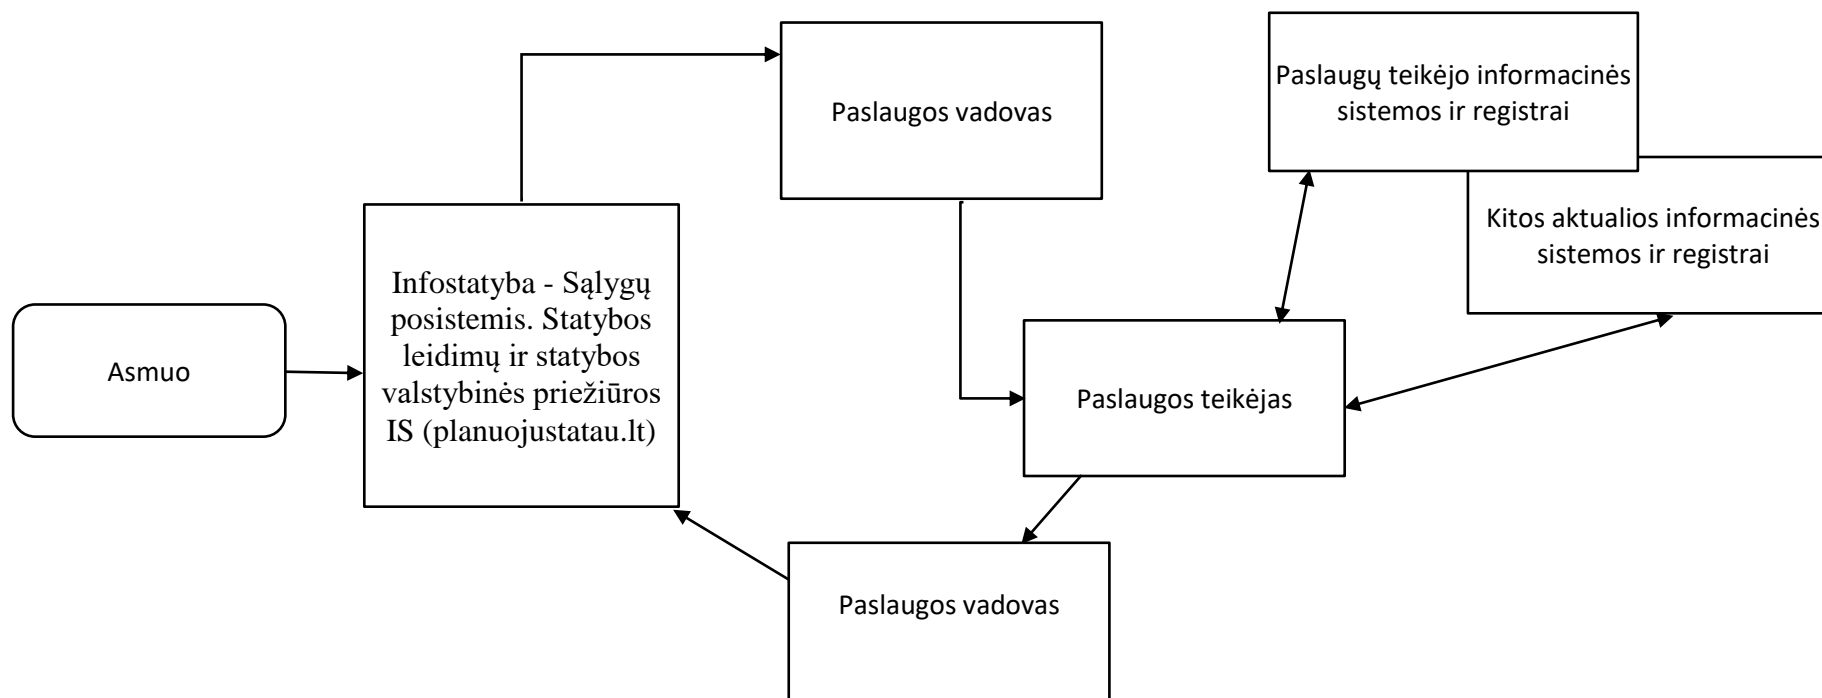 Paslaugos vadovas
Paslaugų teikėjo informacinės
sistemos ir registrai
Kitos aktualios informacinės
sistemos ir registrai
Infostatyba - Sąlygų
posistemis. Statybos
leidimų ir statybos
valstybinės priežiūros
IS (planuojustatau.lt)
Asmuo
Paslaugos teikėjas
Paslaugos vadovas